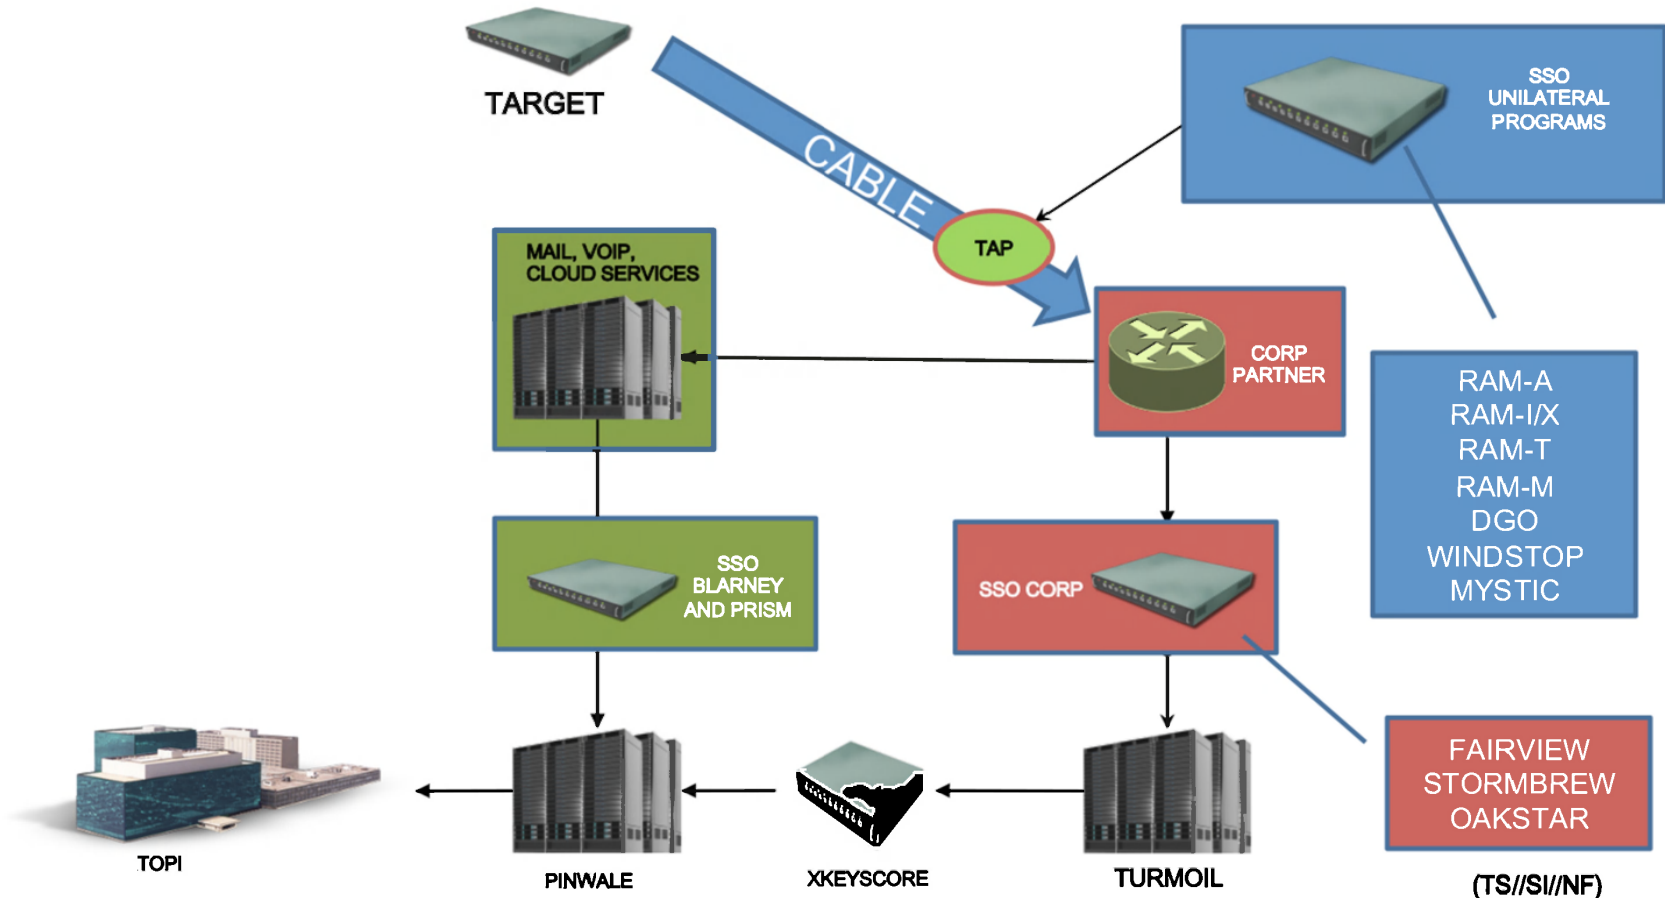 TARGET
SSO
UNILATERAL
PROGRAMS
CABLE
TAP
MAIL, VOIP,
CLOUD SERVICES
CORP
PARTNER
RAM-A
RAM-I/X
RAM-T
RAM-M
DGO
WINDSTOP
MYSTIC
SSO
BLARNEY
AND PRISM
SSO CORP
FAIRVIEW
STORMBREW
OAKSTAR
TOPI
PINWALE
XKEYSCORE
TURMOIL
(TS//SI//NF)